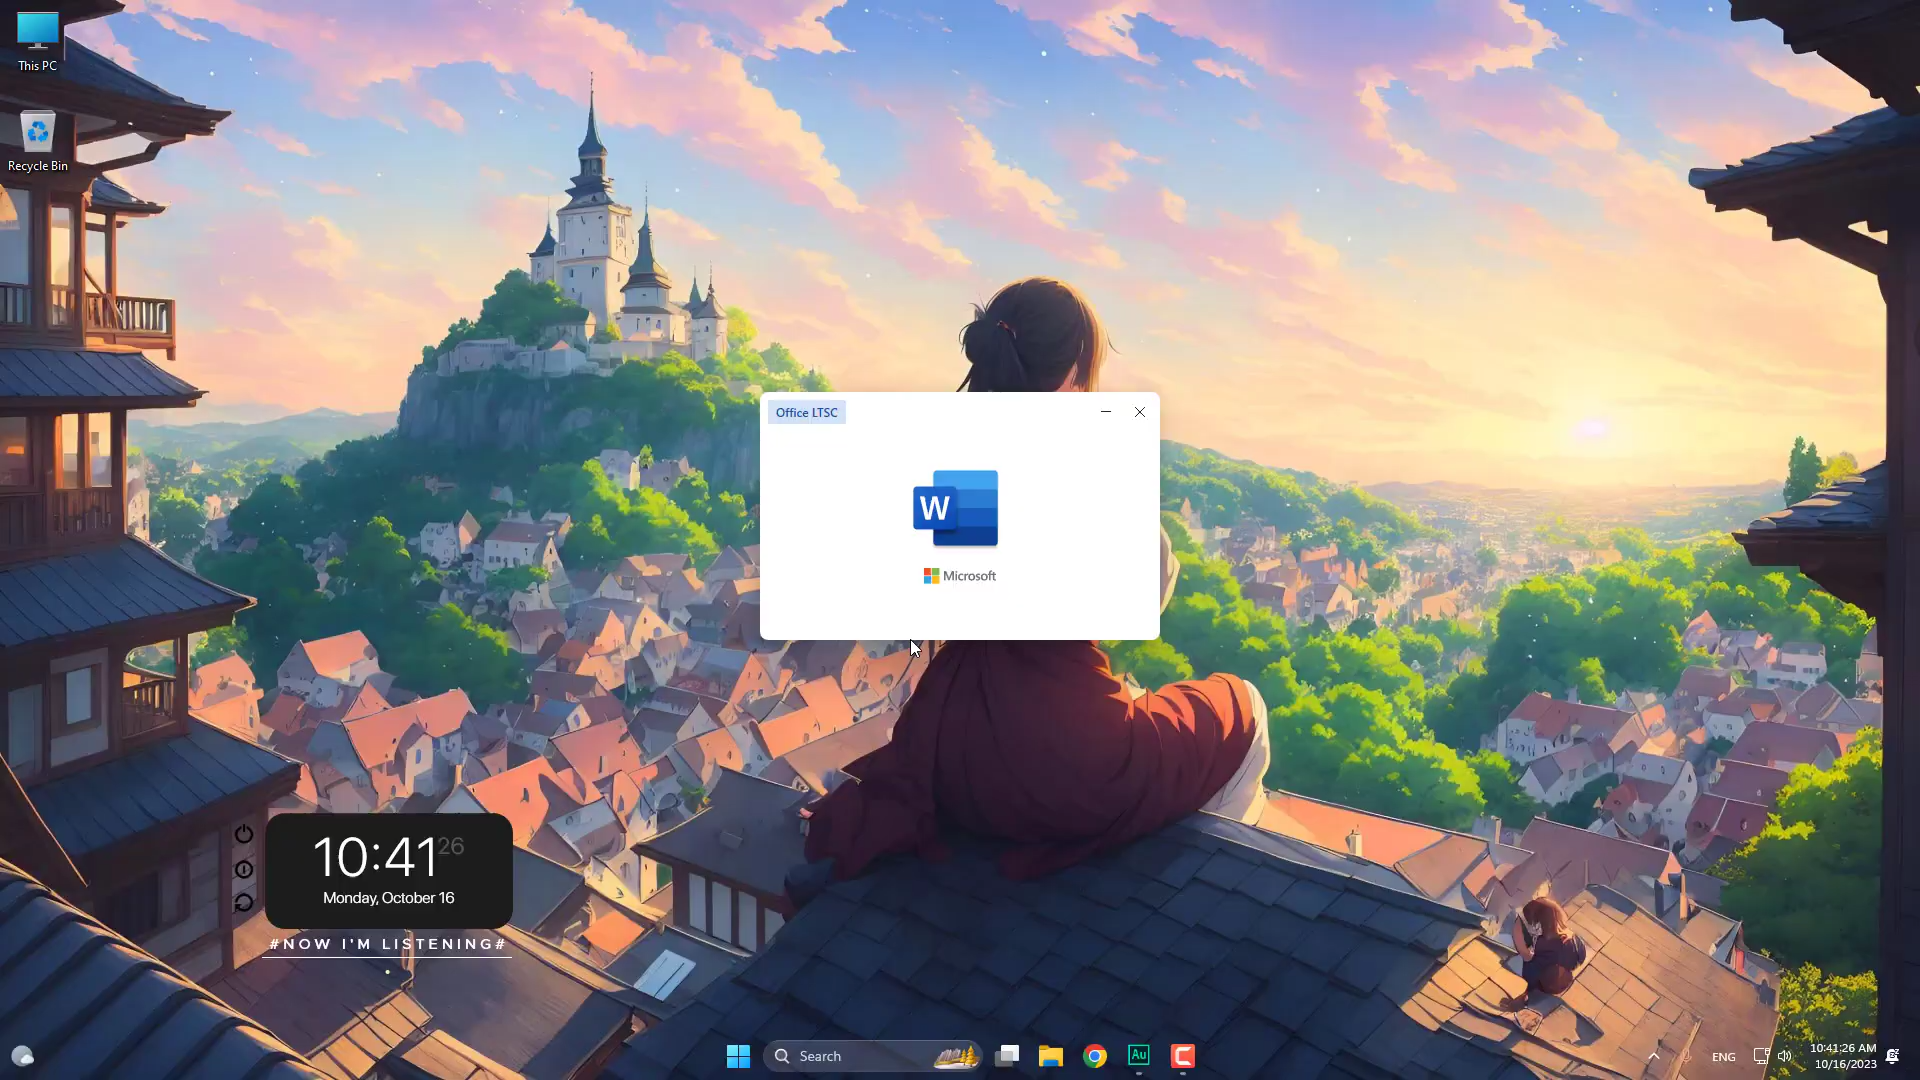 This PC
Recycle Bin
Office LTSC
W
Microsoft
10:41 26
Monday, October 16
#NOW I'M LISTENING#
Search
Au
ENG
10:41:26 AM
10/16/2023